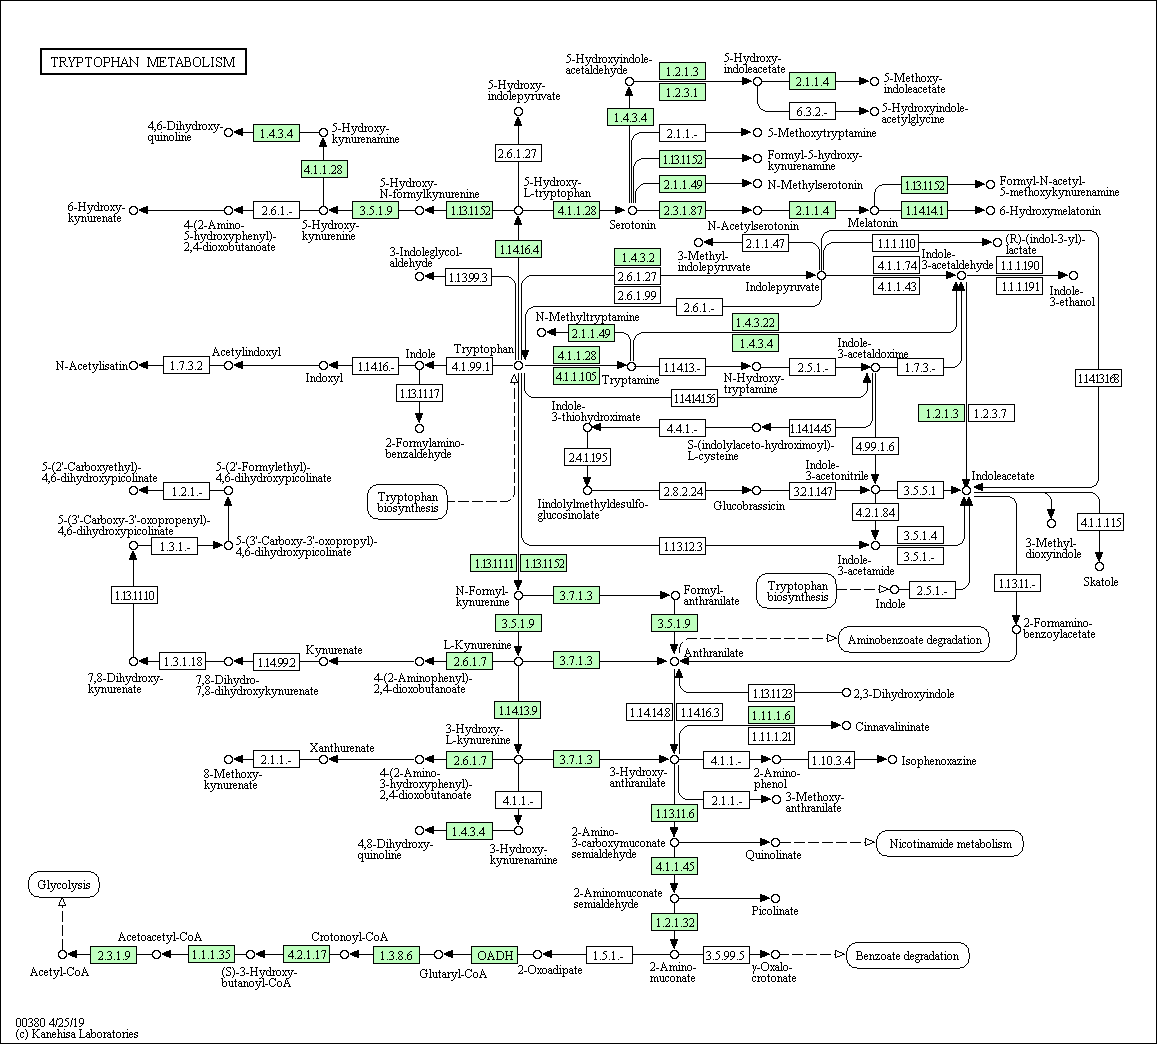 TRYPTOPHAN METABOLISM
5-Hydroxyindole-
acetaldehyde
1.2.1.3
1.2.3.1
5-Hydroxy-
indoleacetate
2.1.1.4
5-Methoxy-
indoleacetate
6.3.2.-
5-Hydroxyindole-
acetylglycine
5-Hydroxy-
indolepyruvate
1.4.3.4
4,6-Dihydroxy-
quinoline
1.4.3.4
5-Hydroxy-
kynurenamine
2.1.1.-
5-Methoxytryptamine
2.6.1.27
1.13.11.52
Formyl-5-hydroxy-
kynurenamine
4.1.1.28
5-Hydroxy-
N-formylkynurenine
5-Hydroxy-
L-tryptophan
2.1.1.49
N-Methylserotonin
1.13.11.52
Formyl-N-acetyl-
5-methoxykynurenamine
6-Hydroxy-
kynurenate
2.6.1.-
3.5.1.9
1.13.11.52
4.1.1.28
2.3.1.87
2.1.1.4
1.14.14.1
6-Hydroxymelatonin
4-(2-Amino-
5-hydroxyphenyl)-
2,4-dioxobutanoate
5-Hydroxy-
kynurenine
Serotonin
N-Acetylserotonin
Melatonin
1.14.16.4
3-Indoleglycol-
aldehyde
1.13.99.3
3-Methyl-
indolepyruvate
2.1.1.47
1.1.1.110
(R)-(indol-3-yl)-
lactate
1.4.3.2
2.6.1.27
2.6.1.99
Indolepyruvate
4.1.1.74
4.1.1.43
Indole-
3-acetaldehyde
1.1.1.190
1.1.1.191
Indole-
3-ethanol
2.6.1.-
N-Methyltryptamine
2.1.1.49
1.4.3.22
1.4.3.4
N-Acetylisatin
1.7.3.2
Acetylindoxyl
Indoxyl
1.14.16.-
Indole
4.1.99.1
Tryptophan
4.1.1.28
4.1.1.105
Tryptamine
1.14.13.-
N-Hydroxy-
tryptamine
2.5.1.-
Indole-
3-acetaldoxime
1.7.3.-
1.14.13.168
1.13.11.17
2-Formylamino-
benzaldehyde
1.14.14.156
Indole-
3-thiohydroximate
4.4.1.-
1.14.14.45
S-(indolylaceto-hydroximoyl)-
L-cysteine
1.2.1.3
1.2.3.7
2.4.1.195
4.99.1.6
Indole-
3-acetonitrile
Indoleacetate
5-(2'-Carboxyethyl)-
4,6-dihydroxypicolinate
1.2.1.-
5-(2'-Formylethyl)-
4,6-dihydroxypicolinate
Tryptophan
biosynthesis
Iindolylmethyldesulfo-
glucosinolate
2.8.2.24
Glucobrassicin
3.2.1.147
3.5.5.1
4.2.1.84
5-(3'-Carboxy-3'-oxopropenyl)-
4,6-dihydroxypicolinate
1.3.1.-
5-(3'-Carboxy-3'-oxopropyl)-
4,6-dihydroxypicolinate
1.13.12.3
3.5.1.4
3.5.1.-
Indole-
3-acetamide
3-Methyl-
dioxyindole
4.1.1.115
Skatole
1.13.11.11
1.13.11.52
1.13.11.10
N-Formyl-
kynurenine
3.7.1.3
Formyl-
anthranilate
Tryptophan
biosynthesis
Indole
2.5.1.-
1.13.11.-
3.5.1.9
3.5.1.9
2-Formamino-
benzoylacetate
Aminobenzoate degradation
1.3.1.18
1.14.99.2
Kynurenate
2.6.1.7
L-Kynurenine
3.7.1.3
Anthranilate
7,8-Dihydroxy-
kynurenate
7,8-Dihydro-
7,8-dihydroxykynurenate
4-(2-Aminophenyl)-
2,4-dioxobutanoate
1.13.11.23
2,3-Dihydroxyindole
1.14.13.9
1.14.14.8
1.14.16.3
1.11.1.6
1.11.1.21
Cinnavalininate
3-Hydroxy-
L-kynurenine
2.1.1.-
Xanthurenate
2.6.1.7
3.7.1.3
4.1.1.-
1.10.3.4
Isophenoxazine
8-Methoxy-
kynurenate
4-(2-Amino-
3-hydroxyphenyl)-
2,4-dioxobutanoate
3-Hydroxy-
anthranilate
2-Amino-
phenol
4.1.1.-
2.1.1.-
3-Methoxy-
anthranilate
1.13.11.6
4,8-Dihydroxy-
quinoline
1.4.3.4
3-Hydroxy-
kynurenamine
2-Amino-
3-carboxymuconate
semialdehyde
Quinolinate
Nicotinamide metabolism
4.1.1.45
Glycolysis
2-Aminomuconate
semialdehyde
Picolinate
1.2.1.32
Acetyl-CoA
2.3.1.9
Acetoacetyl-CoA
1.1.1.35
(S)-3-Hydroxy-
butanoyl-CoA
4.2.1.17
Crotonoyl-CoA
1.3.8.6
Glutaryl-CoA
OADH
2-Oxoadipate
1.5.1.-
2-Amino-
muconate
3.5.99.5
γ-Oxalo-
crotonate
Benzoate degradation
00380 4/25/19
(c) Kanehisa Laboratories